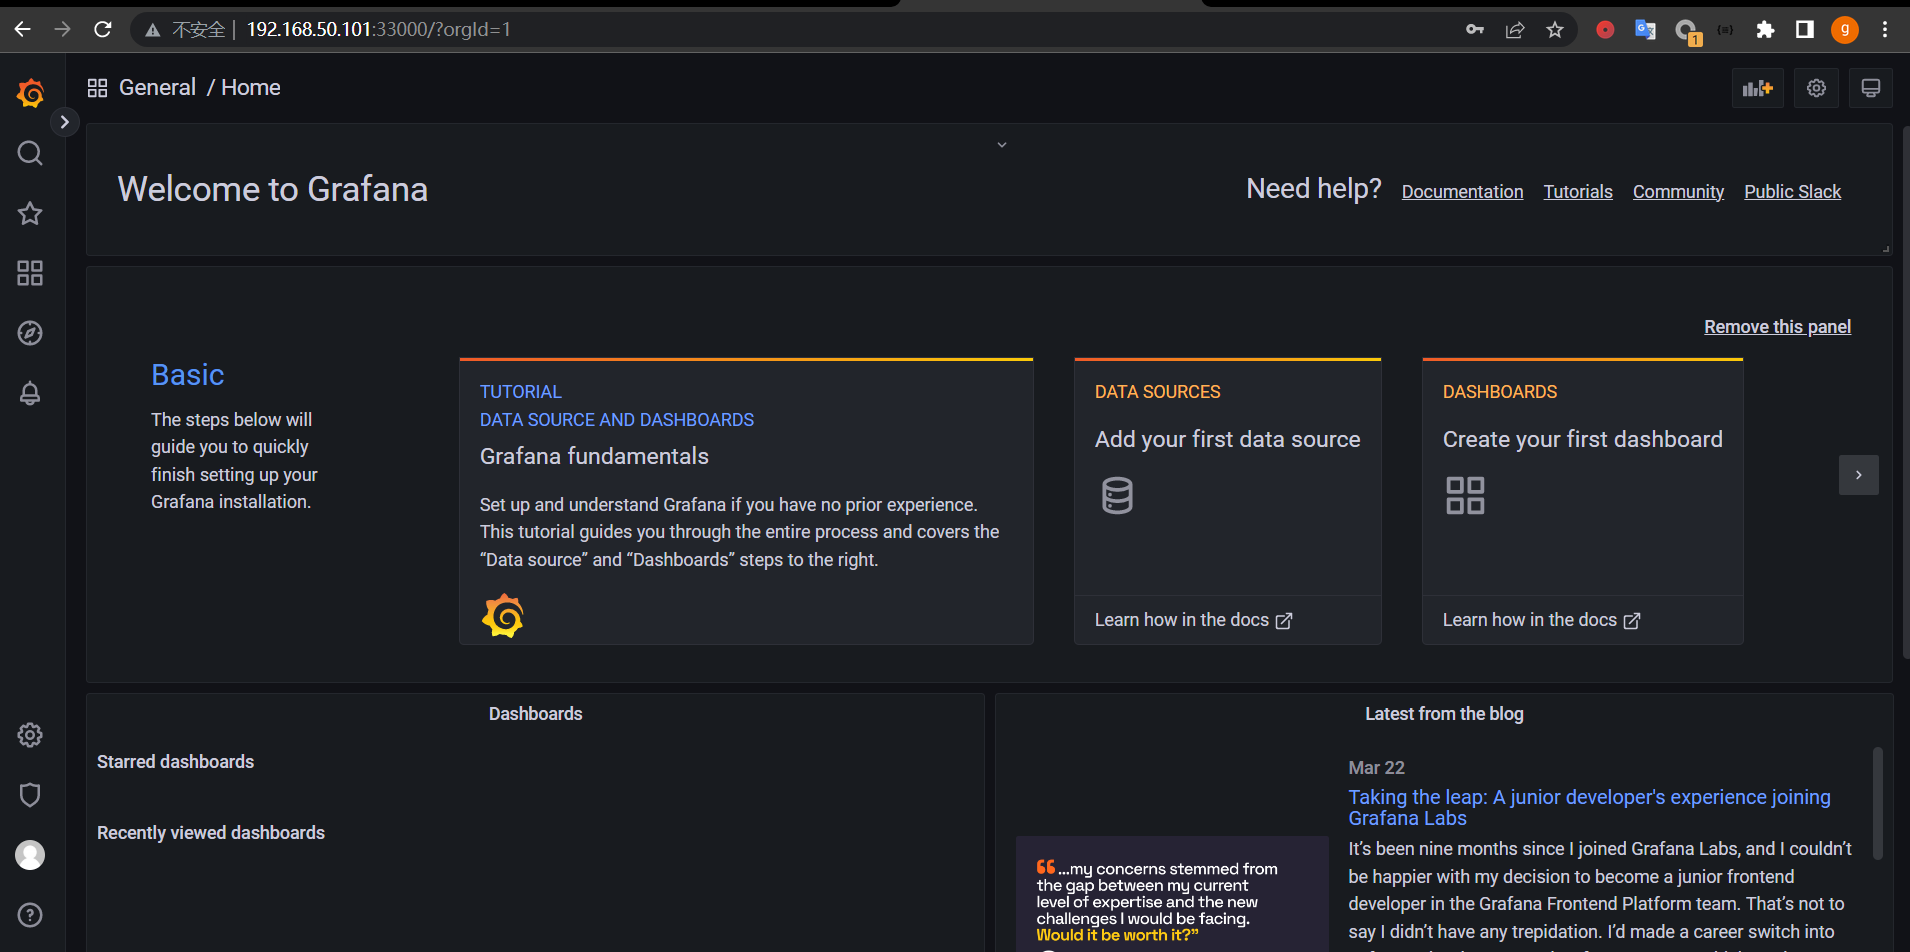 不安全 192.168.50.101:33000/?orgId=1
1
g
General / Home
Welcome to Grafana
Need help? Documentation Tutorials Community Public Slack
Remove this panel
Basic
The steps below will
guide you to quickly
finish setting up your
Grafana installation.
TUTORIAL
DATA SOURCE AND DASHBOARDS
Grafana fundamentals
Set up and understand Grafana if you have no prior experience.
This tutorial guides you through the entire process and covers the
“Data source” and “Dashboards” steps to the right.
DATA SOURCES
Add your first data source
Learn how in the docs
DASHBOARDS
Create your first dashboard
Learn how in the docs
Dashboards
Starred dashboards
Recently viewed dashboards
Latest from the blog
Mar 22
Taking the leap: A junior developer's experience joining
Grafana Labs
It’s been nine months since I joined Grafana Labs, and I couldn’t
be happier with my decision to become a junior frontend
developer in the Grafana Frontend Platform team. That’s not to
say I didn’t have any trepidation. I’d made a career switch into
“...my concerns stemmed from
the gap between my current
level of expertise and the new
challenges I would be facing.
Would it be worth it?”